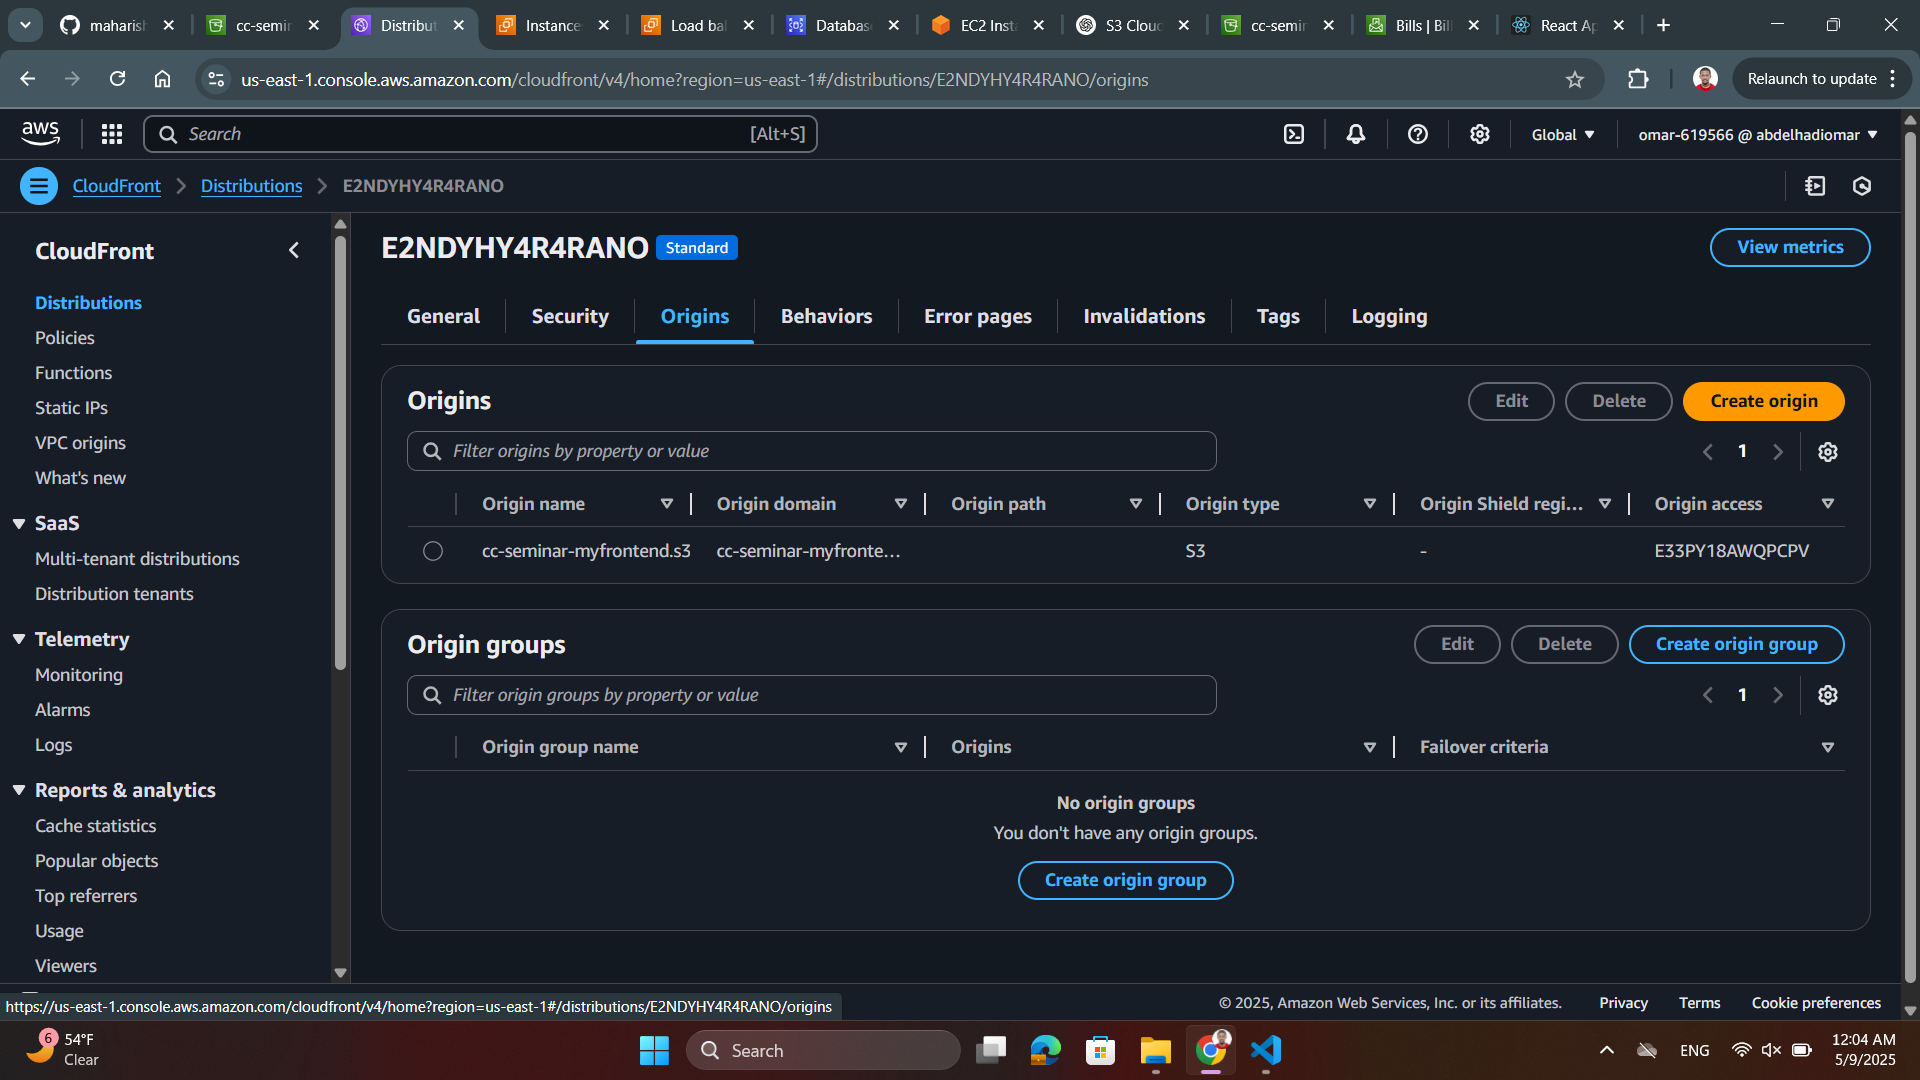 maharish
cc-semin
Distribut
Instance
Load bal
Database
EC2 Insta
S3 Cloud
cc-semin
Bills | Bill
React Ap
us-east-1.console.aws.amazon.com/cloudfront/v4/home?region=us-east-1#/distributions/E2NDYHY4R4RANO/origins
Relaunch to update
aws
Search
[Alt+S]
Global
omar-619566 @ abdelhadiomar
CloudFront
Distributions
E2NDYHY4R4RANO
CloudFront
Distributions
Policies
Functions
Static IPs
VPC origins
What's new
SaaS
Multi-tenant distributions
Distribution tenants
Telemetry
Monitoring
Alarms
Logs
Reports & analytics
Cache statistics
Popular objects
Top referrers
Usage
Viewers
E2NDYHY4R4RANO
Standard
View metrics
General
Security
Origins
Behaviors
Error pages
Invalidations
Tags
Logging
Origins
Edit
Delete
Create origin
Filter origins by property or value
1
Origin name
Origin domain
Origin path
Origin type
Origin Shield regi...
Origin access
cc-seminar-myfrontend.s3
cc-seminar-myfronte...
S3
-
E33PY18AWQPCPV
Origin groups
Edit
Delete
Create origin group
Filter origin groups by property or value
1
Origin group name
Origins
Failover criteria
No origin groups
You don't have any origin groups.
Create origin group
https://us-east-1.console.aws.amazon.com/cloudfront/v4/home?region=us-east-1#/distributions/E2NDYHY4R4RANO/origins
© 2025, Amazon Web Services, Inc. or its affiliates.
Privacy
Terms
Cookie preferences
6
54°F
Clear
Search
ENG
12:04 AM
5/9/2025